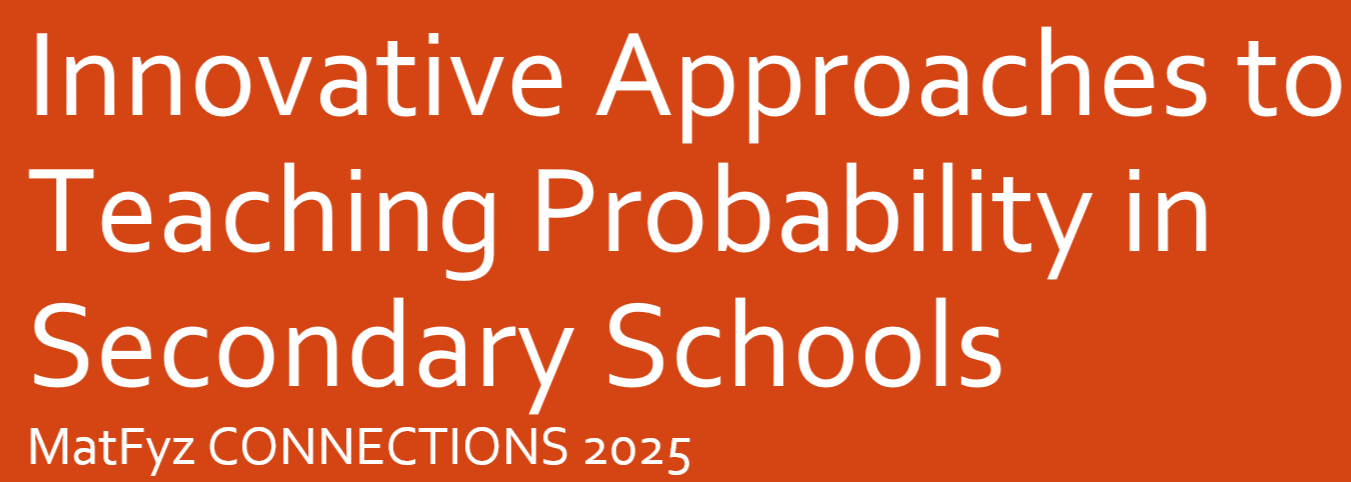 Innovative Approaches to
Teaching Probability in
Secondary Schools
MatFyz CONNECTIONS 2025